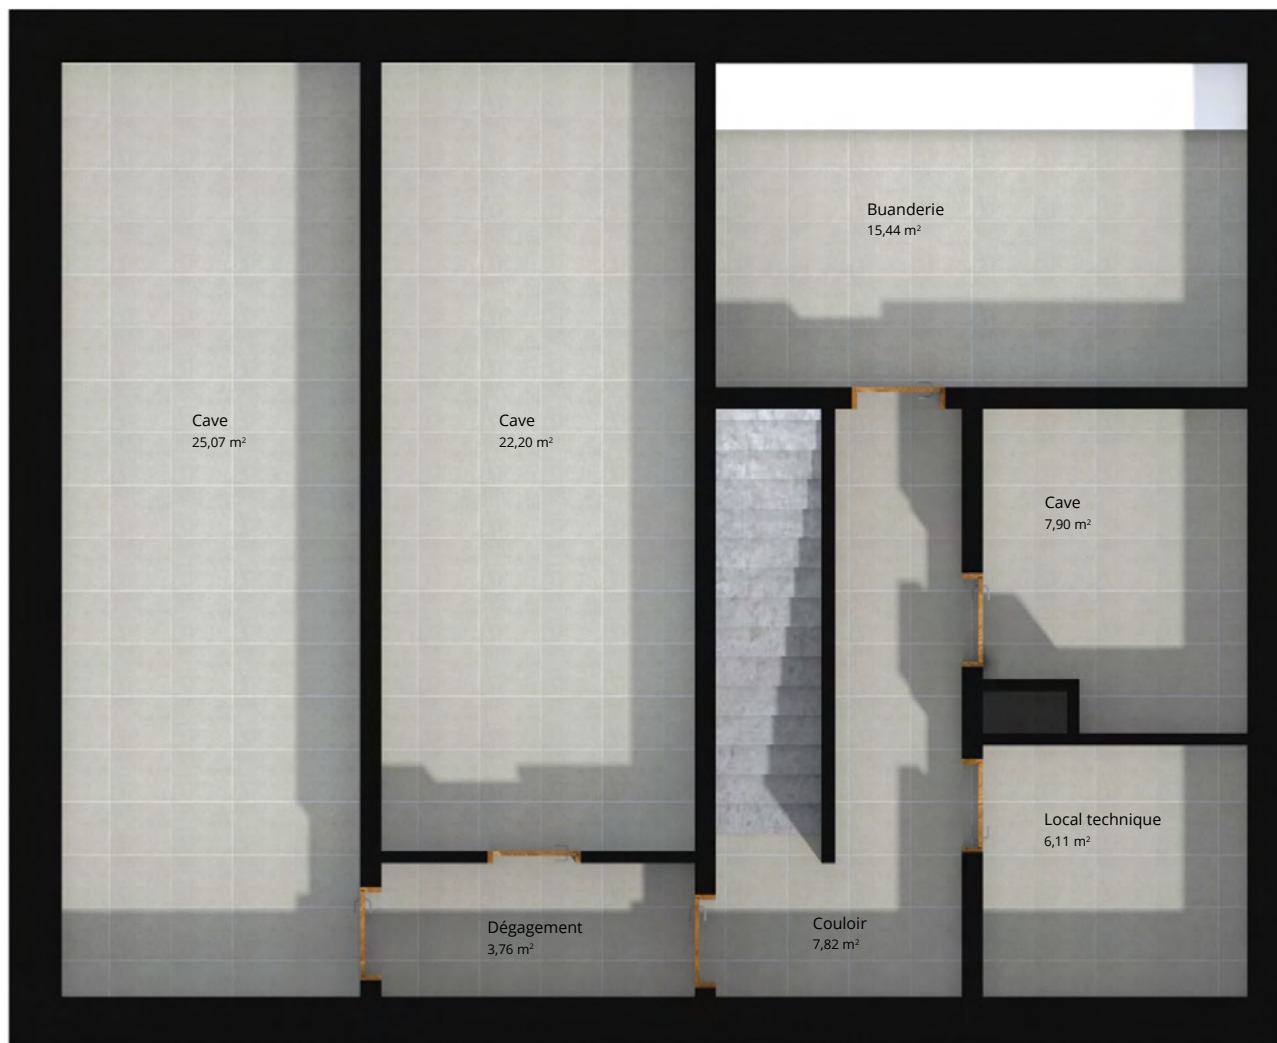 Buanderie
15,44 m²
Cave
25,07 m²
Cave
22,20 m²
Cave
7,90 m²
Local technique
6,11 m²
Dégagement
3,76 m²
Couloir
7,82 m²